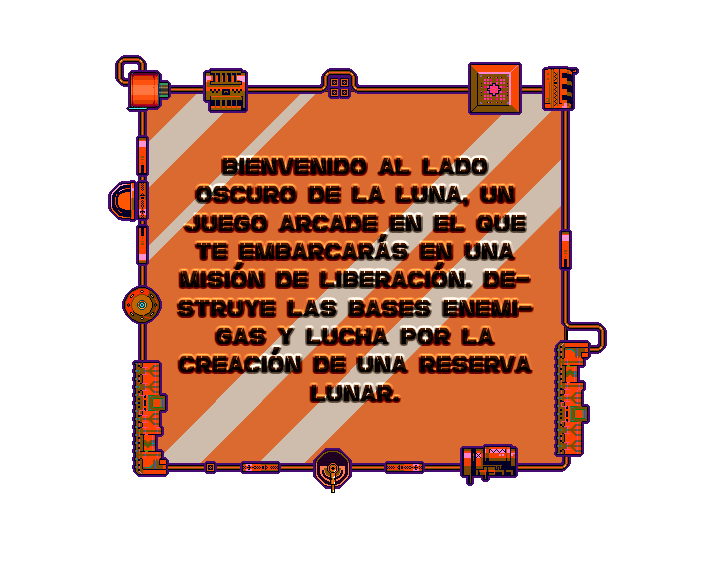 BIENVENIDO AL LADO
OSCURO DE LA LUNA, UN
JUEGO ARCADE EN EL QUE
TE EMBARCARÁS EN UNA
MISIÓN DE LIBERACIÓN. DE-
STRUYE LAS BASES ENEMI-
GAS Y LUCHA POR LA
CREACIÓN DE UNA RESERVA
LUNAR.